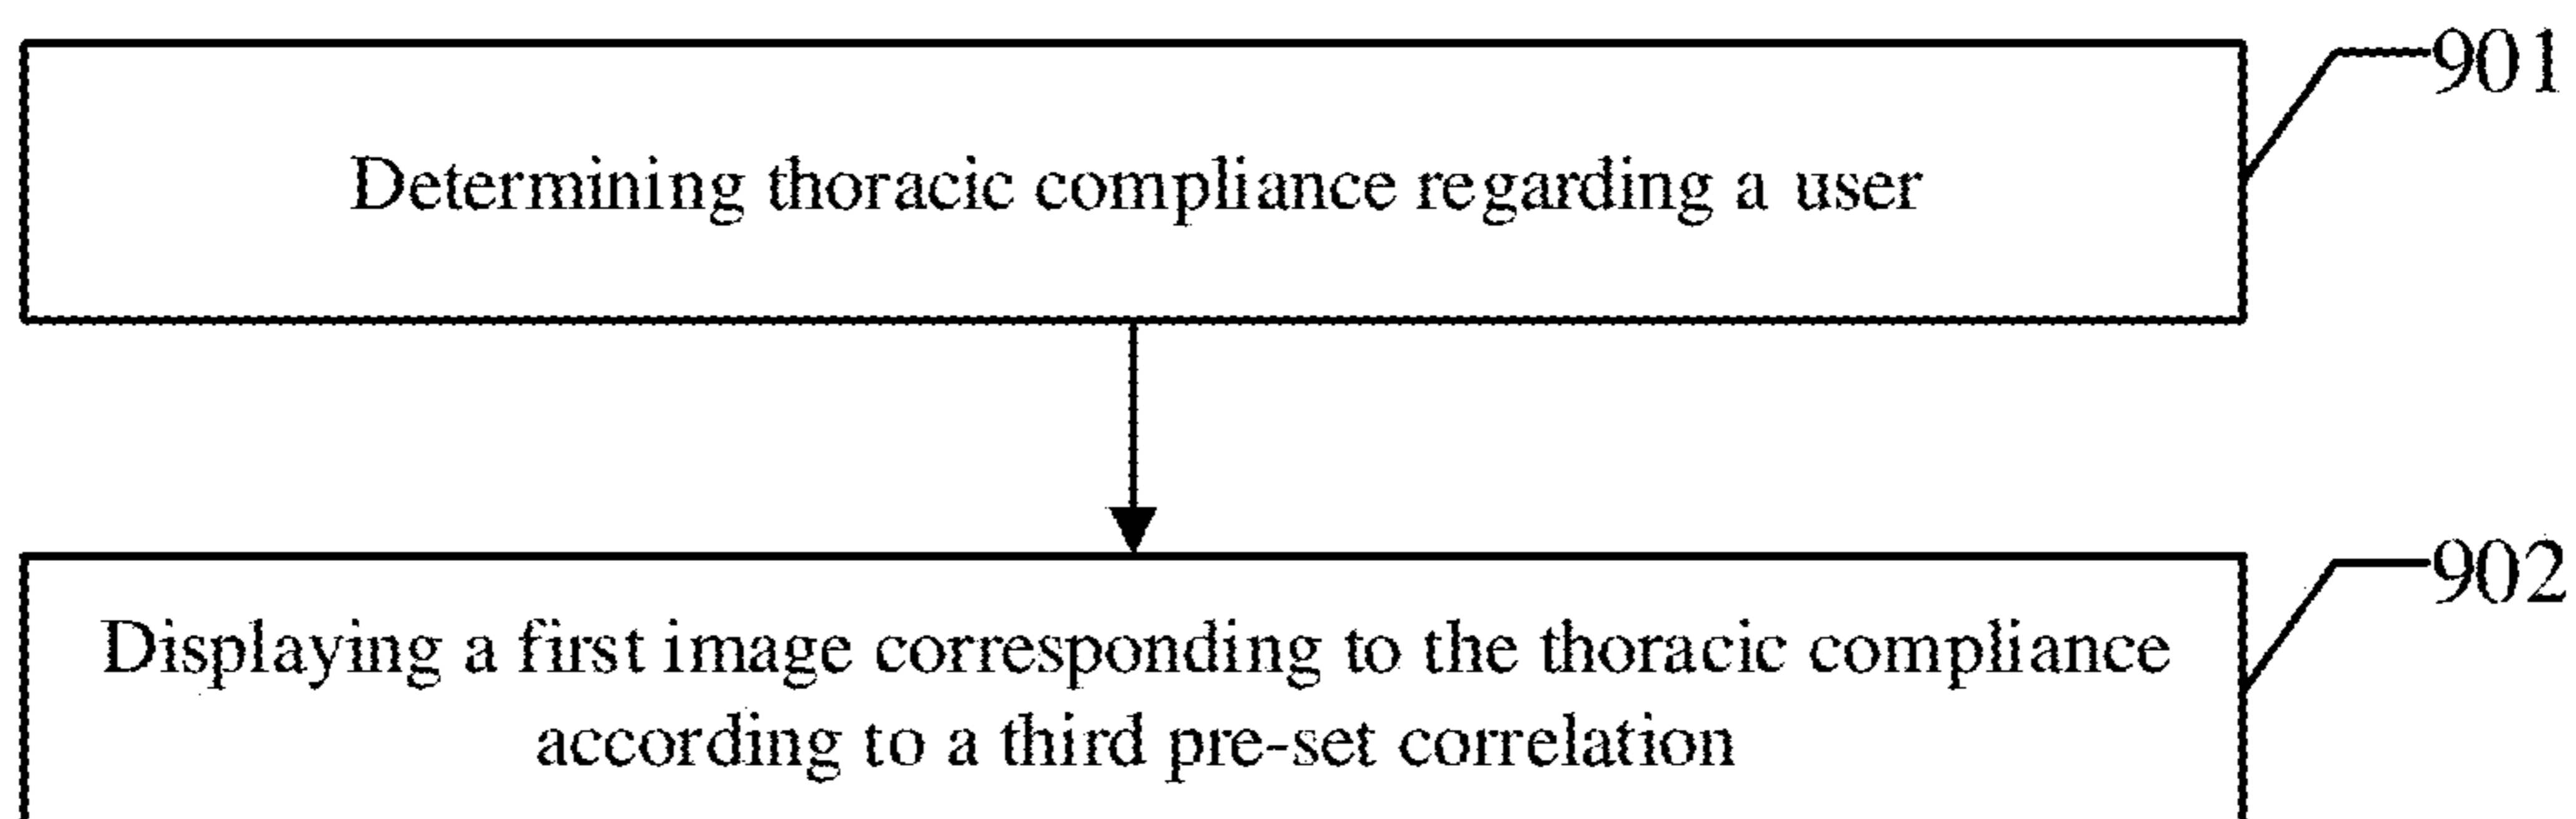 901
Determining thoracic compliance regarding a user
902
Displaying a first image corresponding to the thoracic compliance
according to a third pre-set correlation